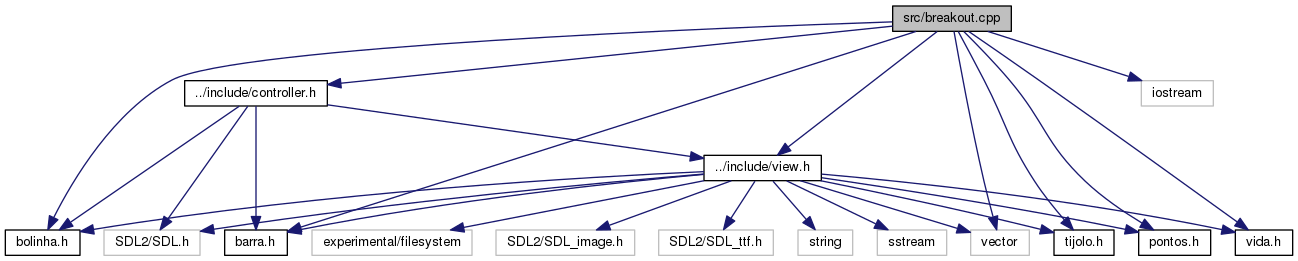 src/breakout.cpp
../include/controller.h
iostream
../include/view.h
bolinha.h
SDL2/SDL.h
barra.h
experimental/filesystem
SDL2/SDL_image.h
SDL2/SDL_ttf.h
string
sstream
vector
tijolo.h
pontos.h
vida.h